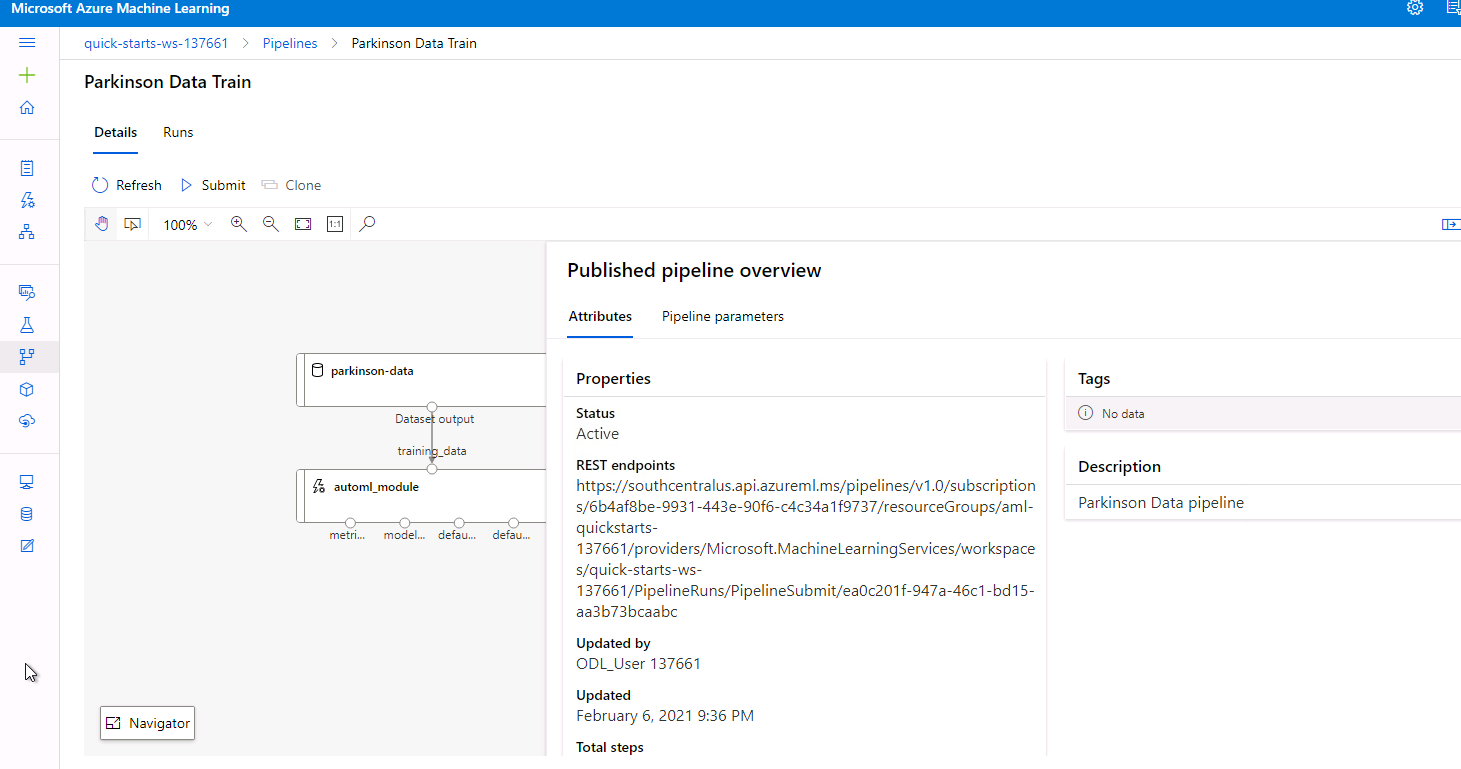 Microsoft Azure Machine Learning
quick-starts-ws-137661 > Pipelines > Parkinson Data Train
Parkinson Data Train
Details Runs
Refresh Submit Clone
100% 1:1
Published pipeline overview
Attributes Pipeline parameters
parkinson-data
Dataset output
training_data
automl_module
metri... model... defau... defau...
Navigator
Properties
Status
Active
REST endpoints
https://southcentralus.api.azureml.ms/pipelines/v1.0/subscription
s/6b4af8be-9931-443e-90f6-c4c34a1f9737/resourceGroups/aml-
quickstarts-
137661/providers/Microsoft.MachineLearningServices/workspace
s/quick-starts-ws-
137661/PipelineRuns/PipelineSubmit/ea0c201f-947a-46c1-bd15-
aa3b73bcaabc
Updated by
ODL_User 137661
Updated
February 6, 2021 9:36 PM
Total steps
Tags
No data
Description
Parkinson Data pipeline